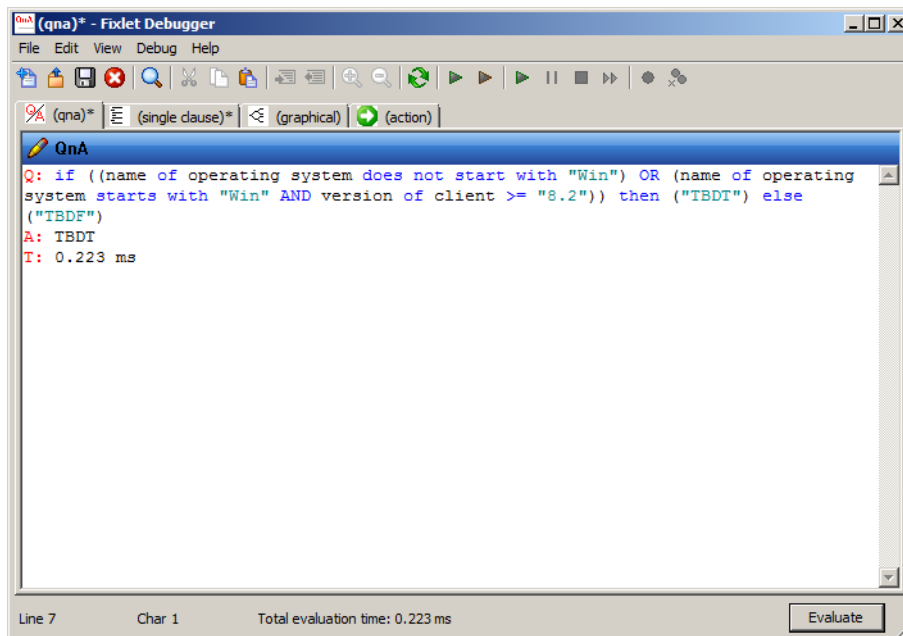 QnA (qna)* - Fixlet Debugger
File Edit View Debug Help
(qna)* (single clause)* (graphical) (action)
QnA
Q: if ((name of operating system does not start with "Win") OR (name of operating
system starts with "Win" AND version of client >= "8.2")) then ("TBDT") else
("TBDF")
A: TBDT
T: 0.223 ms
Line 7 Char 1 Total evaluation time: 0.223 ms Evaluate